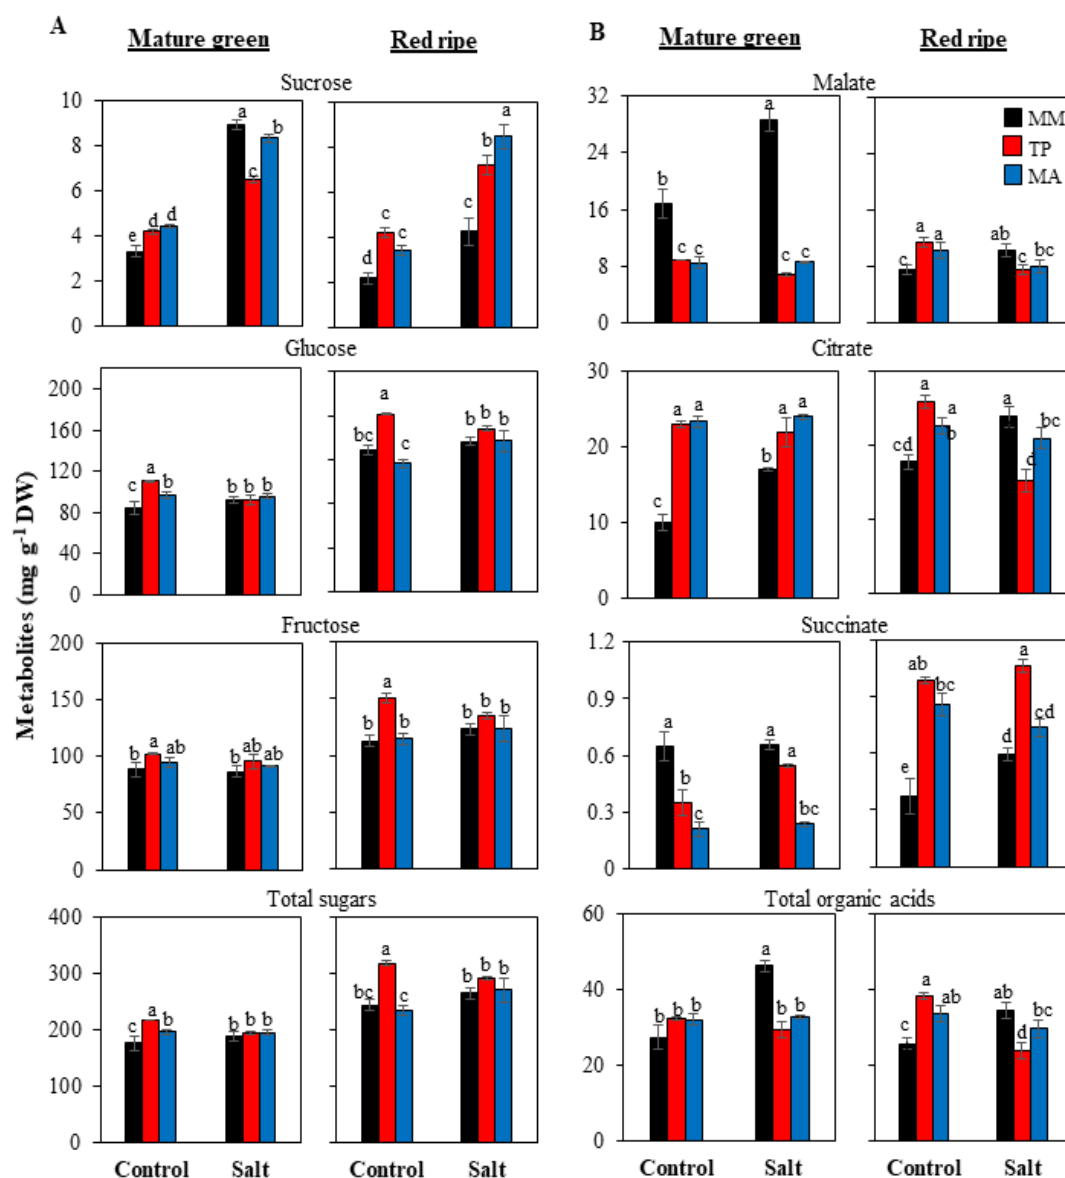 A
B
Mature green
Red ripe
Mature green
Red ripe
Sucrose
Malate
10
8
6
4
2
0
e
d
d
a
c
b
d
c
c
c
b
a
32
24
16
8
0
b
c
c
a
c
c
c
a
a
ab
c
bc
MM
TP
MA
Glucose
Citrate
200
160
120
80
40
0
c
a
b
b
b
b
bc
a
c
b
b
b
30
20
10
0
c
a
a
b
a
a
cd
a
a
b
a
d
bc
Fructose
Succinate
200
150
100
50
0
b
a
ab
b
ab
ab
b
a
b
b
b
b
1.2
0.9
0.6
0.3
0
a
b
c
a
a
bc
e
ab
bc
d
a
cd
Total sugars
Total organic acids
400
300
200
100
0
c
a
b
b
b
b
bc
a
c
b
b
b
60
40
20
0
b
b
b
a
b
b
c
a
ab
ab
d
bc
Control
Salt
Control
Salt
Control
Salt
Control
Salt
Metabolites (mg g-1 DW)